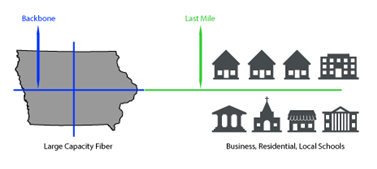 Backbone
Last Mile
Large Capacity Fiber
Business, Residential, Local Schools